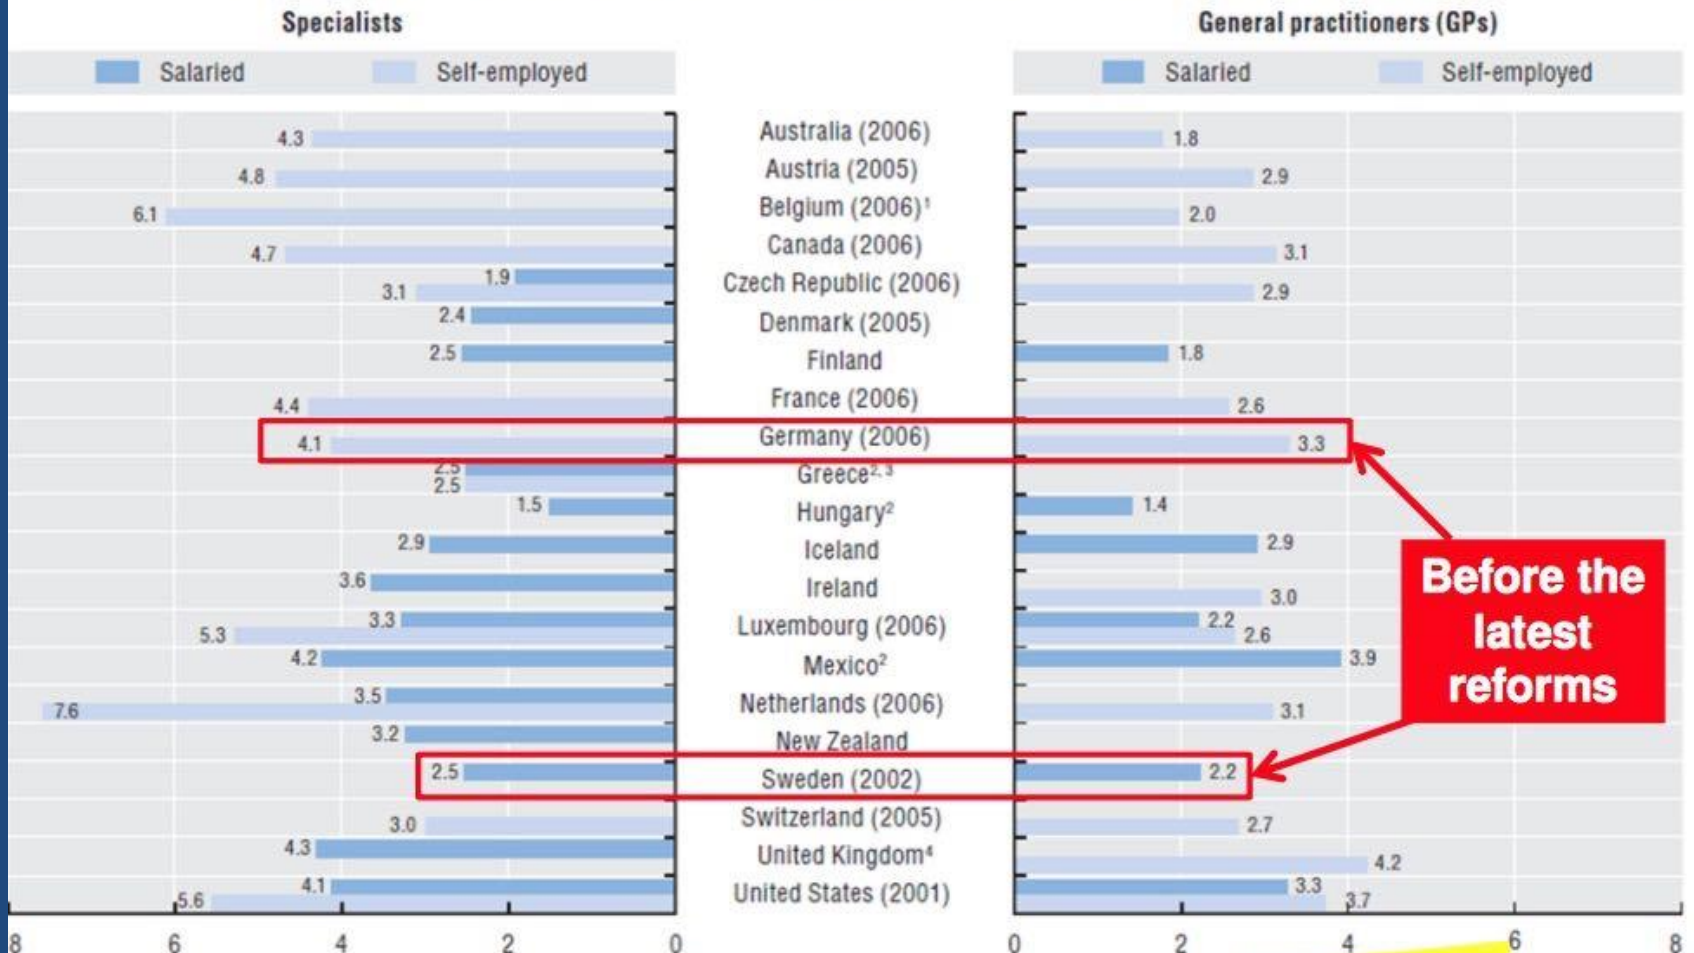 Specialists
General practitioners (GPs)
Salaried Self-employed
Salaried Self-employed
4.3 Australia (2006) 1.8
4.8 Austria (2005) 2.9
6.1 Belgium (2006)¹ 2.0
4.7 Canada (2006) 3.1
1.9
3.1 Czech Republic (2006) 2.9
2.4 Denmark (2005)
2.5 Finland 1.8
4.4 France (2006) 2.6
4.1 Germany (2006) 3.3
2.5
2.5 Greece²,³
1.5 Hungary² 1.4
2.9 Iceland 2.9
3.6 Ireland 3.0
3.3 2.2
5.3 Luxembourg (2006) 2.6
4.2 Mexico² 3.9
3.5
7.6 Netherlands (2006) 3.1
3.2 New Zealand
2.5 Sweden (2002) 2.2
3.0 Switzerland (2005) 2.7
4.3 United Kingdom⁴ 4.2
4.1 3.3
5.6 United States (2001) 3.7
8 6 4 2 0
0 2 4 6 8
Before the
latest
reforms